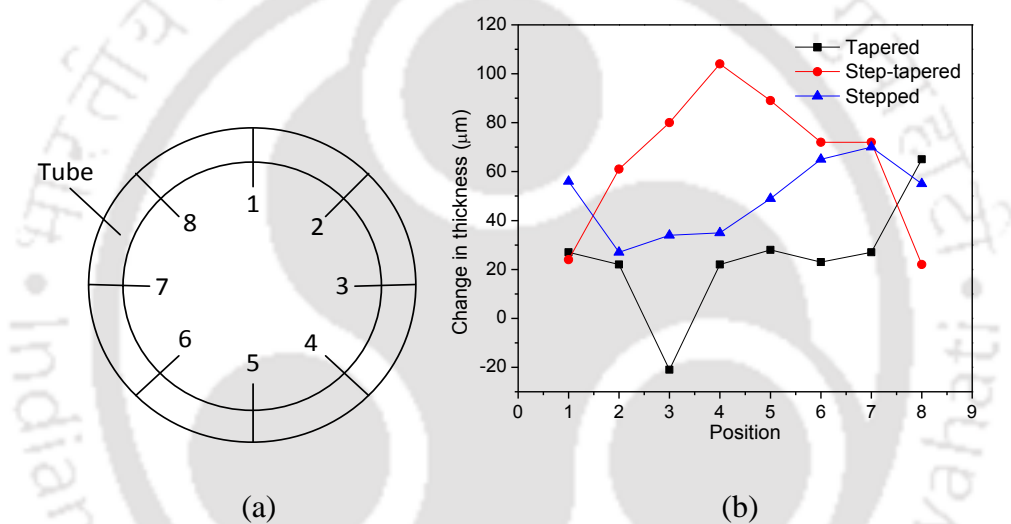 Tube
1
2
3
4
5
6
7
8
(a)
Change in thickness (μm)
120
100
80
60
40
20
0
-20
Tapered
Step-tapered
Stepped
0 1 2 3 4 5 6 7 8 9
Position
(b)